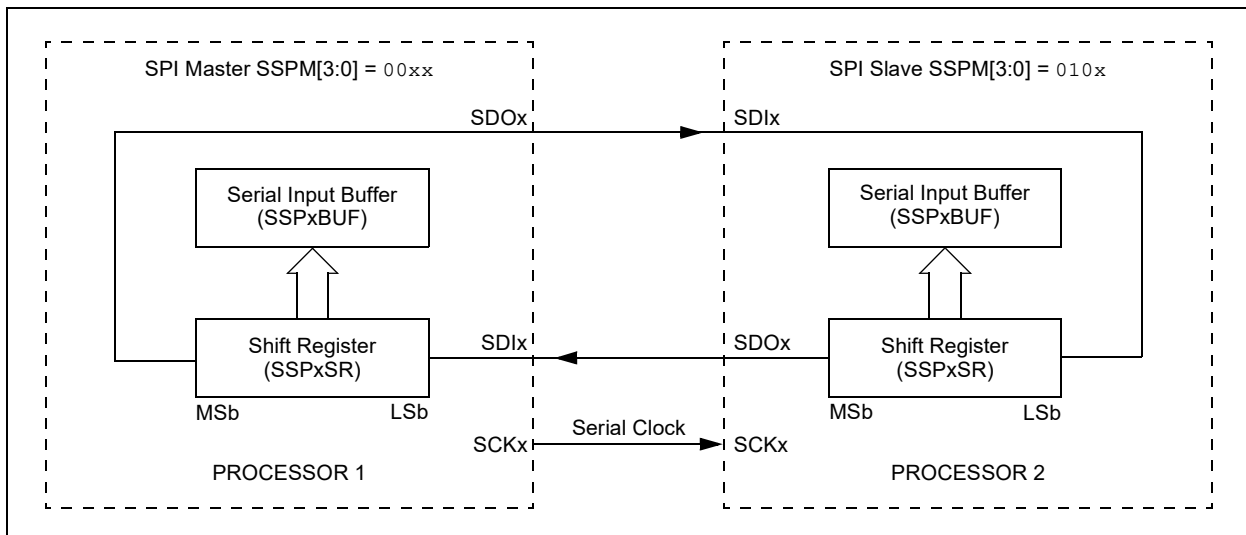 SPI Master SSPM[3:0] = 00xx
SPI Slave SSPM[3:0] = 010x
SDOx
SDIx
Serial Input Buffer
(SSPxBUF)
Serial Input Buffer
(SSPxBUF)
Shift Register
(SSPxSR)
SDIx
SDOx
Shift Register
(SSPxSR)
MSb
LSb
MSb
LSb
SCKx
Serial Clock
SCKx
PROCESSOR 1
PROCESSOR 2